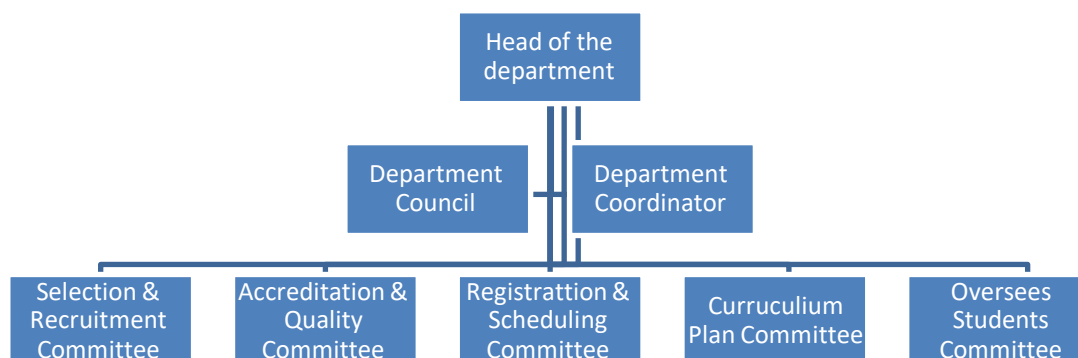 Head of the
department
Department
Council
Department
Coordinator
Selection &
Recruitment
Committee
Accreditation &
Quality
Committee
Registrattion &
Scheduling
Committee
Curruculium
Plan Committee
Oversees
Students
Committee